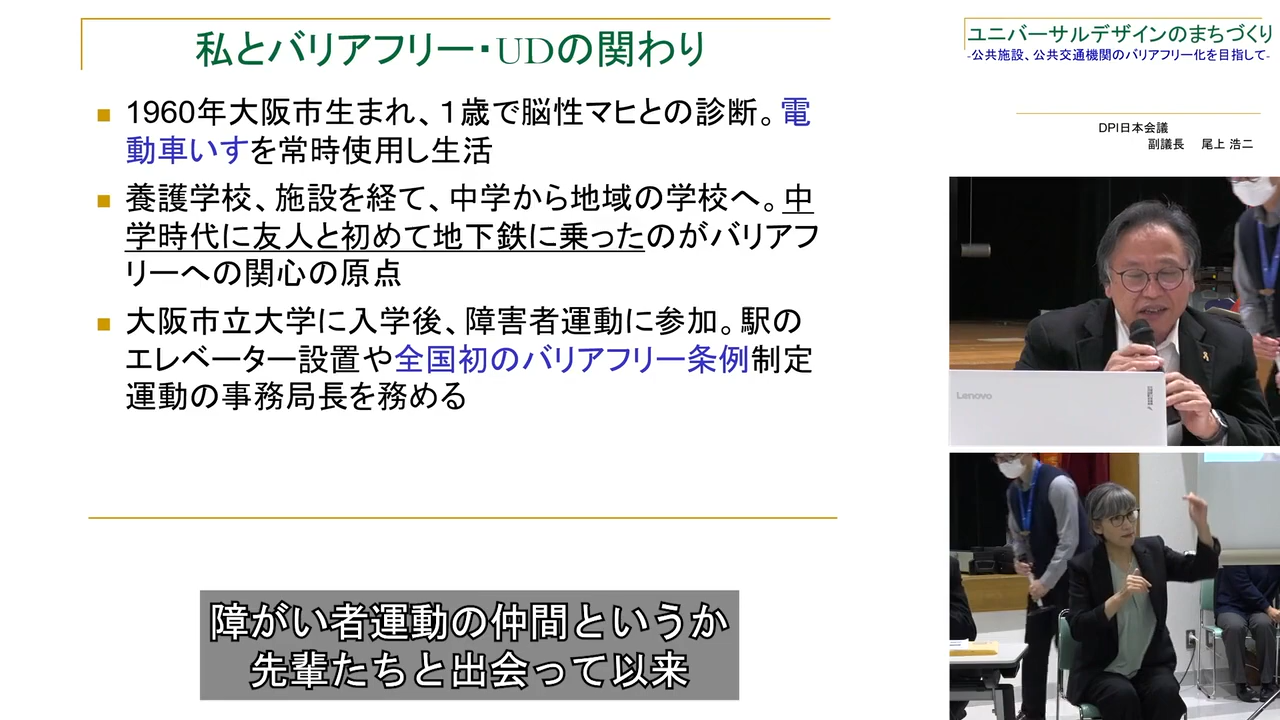 私とバリアフリー・UDの関わり
1960年大阪市生まれ、１歳で脳性マヒとの診断。電
動車いすを常時使用し生活
養護学校、施設を経て、中学から地域の学校へ。中
学時代に友人と初めて地下鉄に乗ったのがバリアフ
リーへの関心の原点
大阪市立大学に入学後、障害者運動に参加。駅の
エレベーター設置や全国初のバリアフリー条例制定
運動の事務局長を務める
障がい者運動の仲間というか
先輩たちと出会って以来
ユニバーサルデザインのまちづくり
-公共施設、公共交通機関のバリアフリー化を目指して-
DPI日本会議
副議長　尾上 浩二
Lenovo